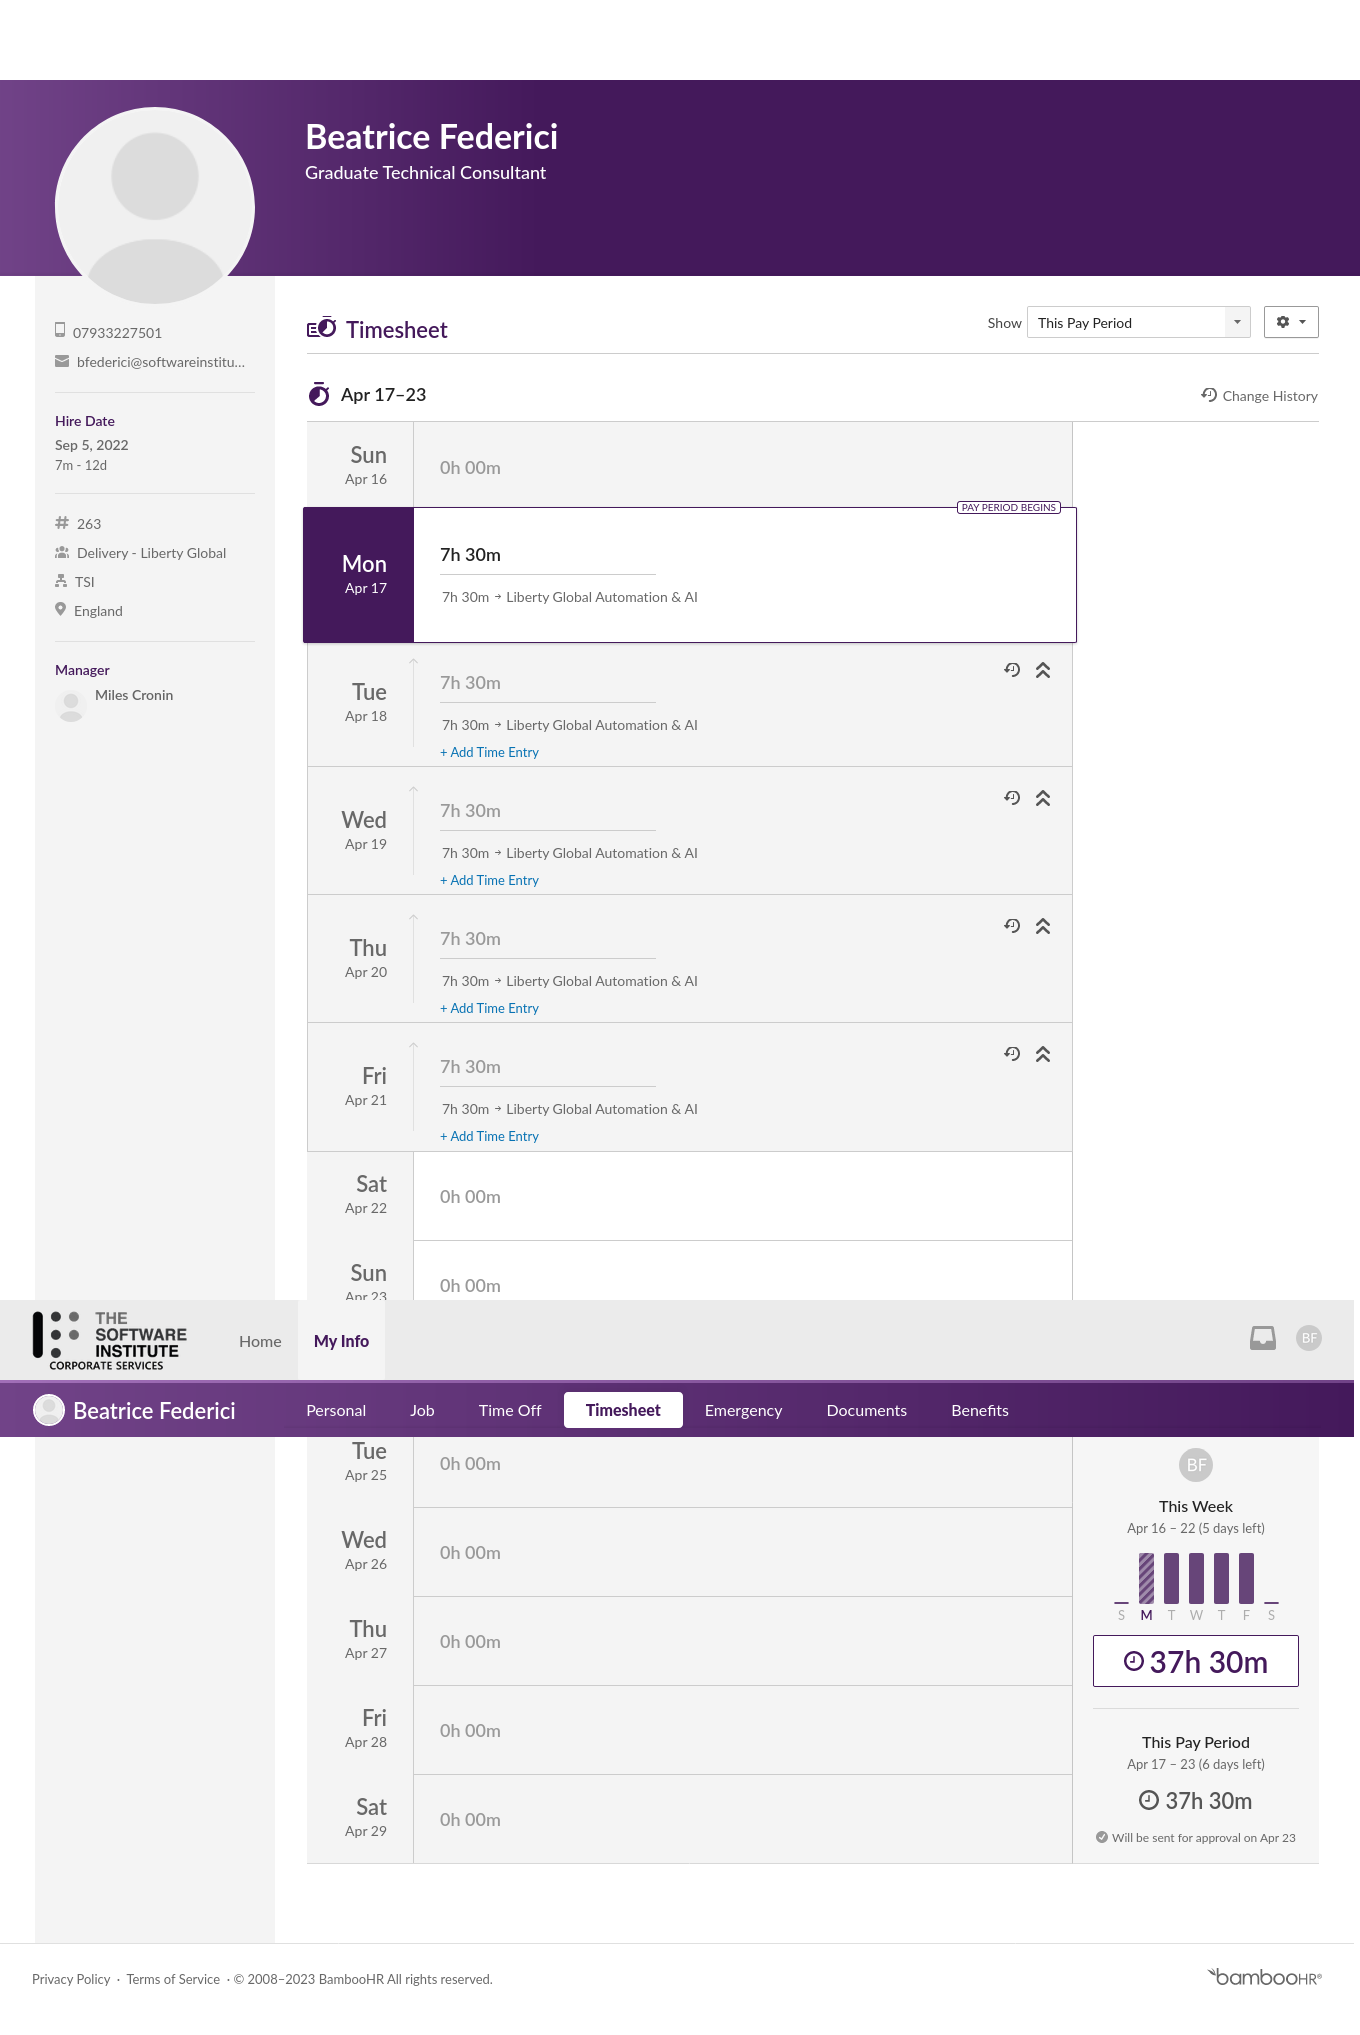 Beatrice Federici
Graduate Technical Consultant
07933227501
bfederici@softwareinstitu...
Hire Date
Sep 5, 2022
7m - 12d
263
Delivery - Liberty Global
TSI
England
Manager
Miles Cronin
Timesheet
Show This Pay Period
Apr 17–23
Change History
Sun
Apr 16
0h 00m
PAY PERIOD BEGINS
Mon
Apr 17
7h 30m
7h 30m → Liberty Global Automation & AI
Tue
Apr 18
7h 30m
7h 30m → Liberty Global Automation & AI
+ Add Time Entry
Wed
Apr 19
7h 30m
7h 30m → Liberty Global Automation & AI
+ Add Time Entry
Thu
Apr 20
7h 30m
7h 30m → Liberty Global Automation & AI
+ Add Time Entry
Fri
Apr 21
7h 30m
7h 30m → Liberty Global Automation & AI
+ Add Time Entry
Sat
Apr 22
0h 00m
Sun
Apr 23
0h 00m
THE
SOFTWARE
INSTITUTE
CORPORATE SERVICES
Home
My Info
BF
Beatrice Federici
Personal
Job
Time Off
Timesheet
Emergency
Documents
Benefits
Tue
Apr 25
0h 00m
Wed
Apr 26
0h 00m
Thu
Apr 27
0h 00m
Fri
Apr 28
0h 00m
Sat
Apr 29
0h 00m
BF
This Week
Apr 16 – 22 (5 days left)
S M T W T F S
37h 30m
This Pay Period
Apr 17 – 23 (6 days left)
37h 30m
Will be sent for approval on Apr 23
Privacy Policy · Terms of Service · © 2008–2023 BambooHR All rights reserved.
bambooHR®